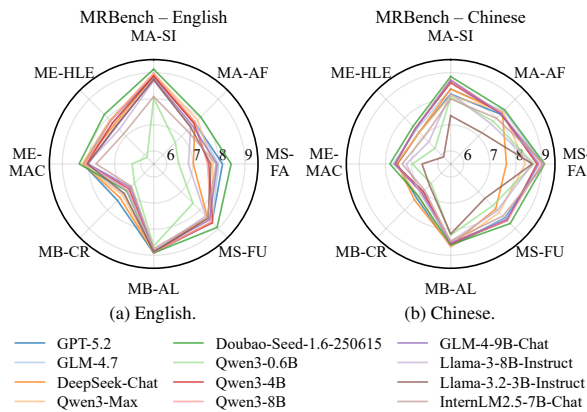 MRBench – English
MA-SI
ME-HLE
MA-AF
ME-
MAC
6
7
8
9
MS-
FA
MB-CR
MS-FU
MB-AL
(a) English.
MRBench – Chinese
MA-SI
ME-HLE
MA-AF
ME-
MAC
6
7
8
9
MS-
FA
MB-CR
MS-FU
MB-AL
(b) Chinese.
GPT-5.2
GLM-4.7
DeepSeek-Chat
Qwen3-Max
Doubao-Seed-1.6-250615
Qwen3-0.6B
Qwen3-4B
Qwen3-8B
GLM-4-9B-Chat
Llama-3-8B-Instruct
Llama-3.2-3B-Instruct
InternLM2.5-7B-Chat